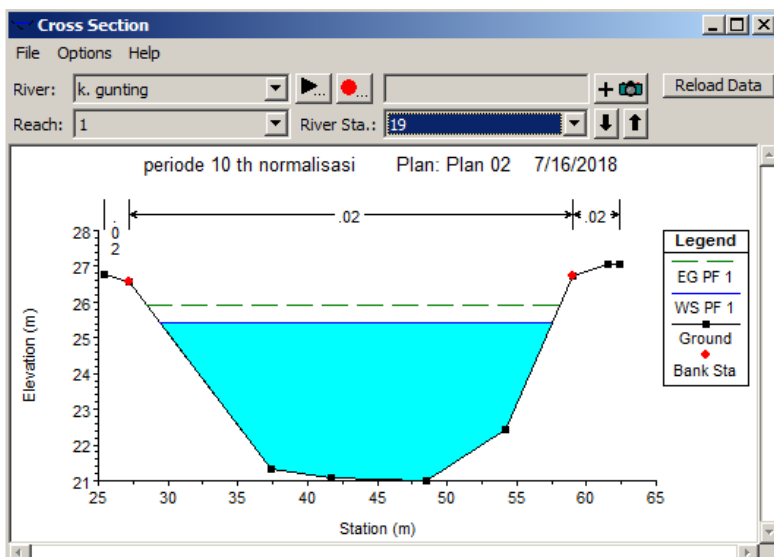 Cross Section
File Options Help
River: k. gunting ... ... + Reload Data
Reach: 1 River Sta.: 19
periode 10 th normalisasi Plan: Plan 02 7/16/2018
.02 .02 .02
Legend
EG PF 1
WS PF 1
Ground
Bank Sta
Elevation (m)
28
27
26
25
24
23
22
21
25 30 35 40 45 50 55 60 65
Station (m)